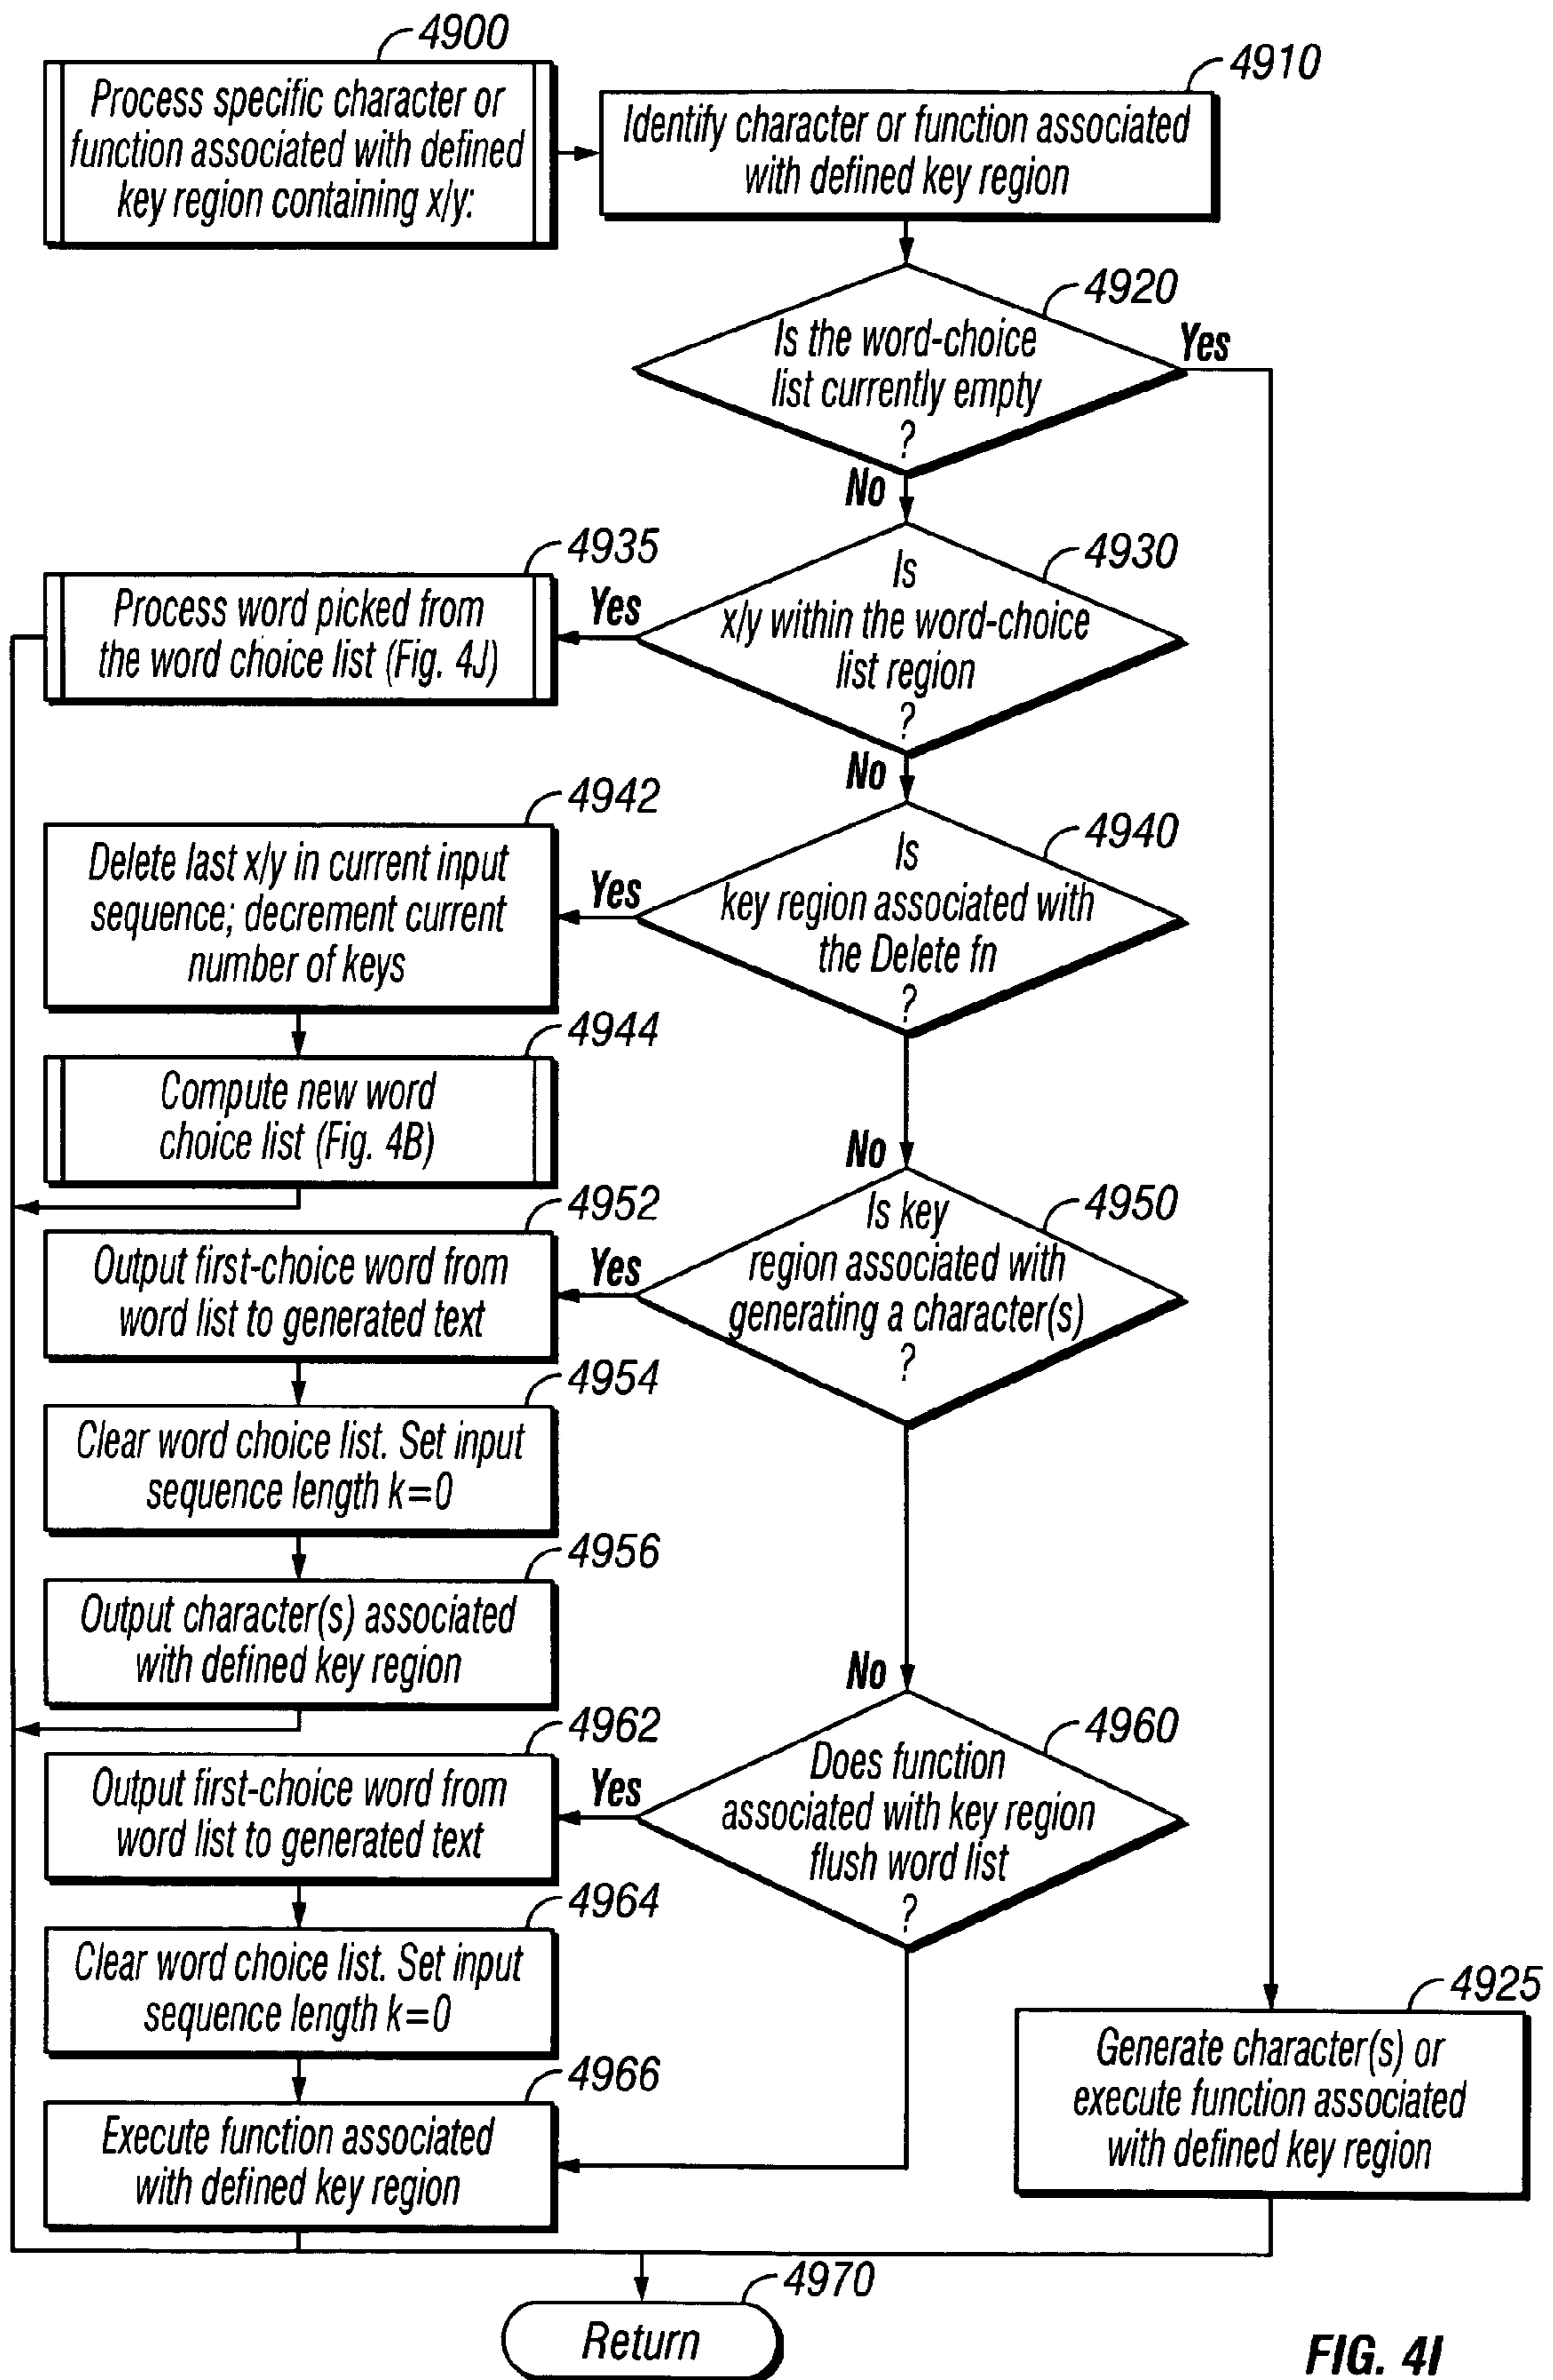 4900
Process specific character or
function associated with defined
key region containing x/y:
4910
Identify character or function associated
with defined key region
4920
Is the word-choice
list currently empty
?
Yes
No
4930
Is
x/y within the word-choice
list region
?
Yes
4935
Process word picked from
the word choice list (Fig. 4J)
No
4940
Is
key region associated with
the Delete fn
?
Yes
4942
Delete last x/y in current input
sequence; decrement current
number of keys
4944
Compute new word
choice list (Fig. 4B)
No
4950
Is key
region associated with
generating a character(s)
?
Yes
4952
Output first-choice word from
word list to generated text
4954
Clear word choice list. Set input
sequence length k=0
4956
Output character(s) associated
with defined key region
No
4960
Does function
associated with key region
flush word list
?
Yes
4962
Output first-choice word from
word list to generated text
4964
Clear word choice list. Set input
sequence length k=0
4966
Execute function associated
with defined key region
4925
Generate character(s) or
execute function associated
with defined key region
4970
Return
FIG. 4I